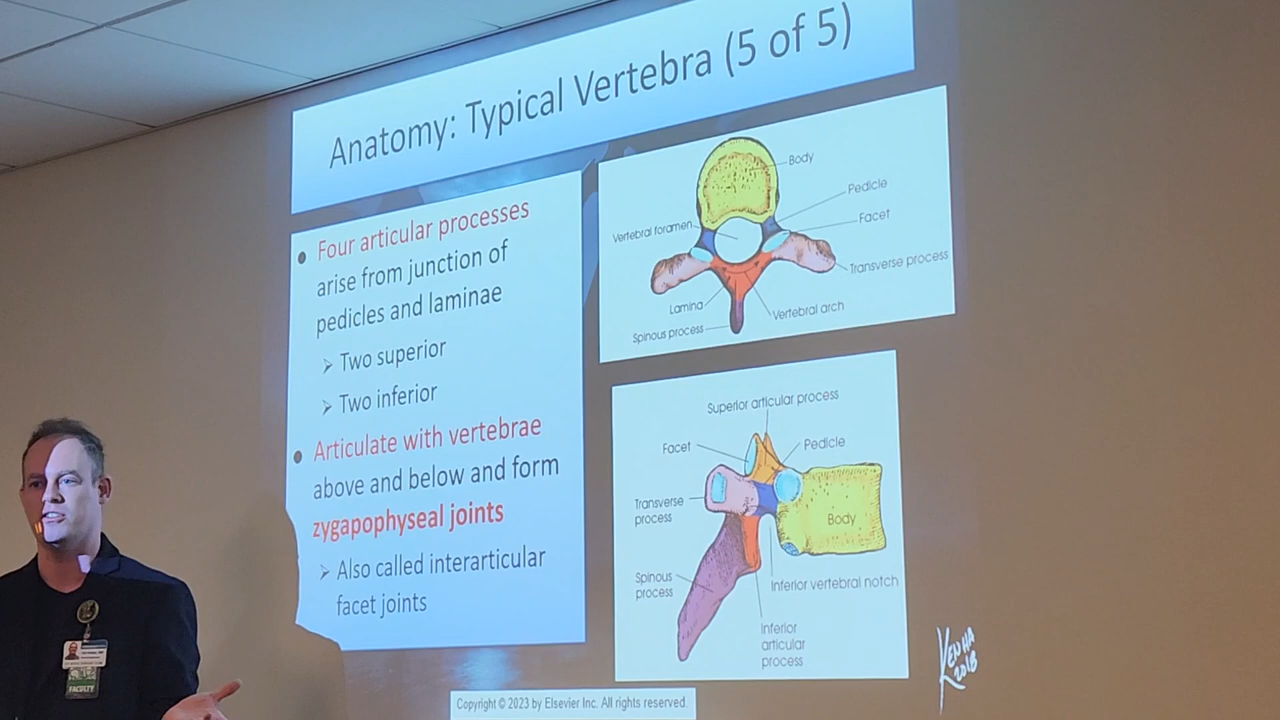 Anatomy: Typical Vertebra (5 of 5)
• Four articular processes
arise from junction of
pedicles and laminae
➢ Two superior
➢ Two inferior
• Articulate with vertebrae
above and below and form
zygapophyseal joints
➢ Also called interarticular
facet joints
Body
Pedicle
Vertebral foramen
Facet
Transverse process
Lamina
Vertebral arch
Spinous process
Superior articular process
Facet
Pedicle
Transverse
process
Body
Spinous
process
Inferior vertebral notch
Inferior
articular
process
Copyright © 2023 by Elsevier Inc. All rights reserved.
FACULTY
KENHA
2018